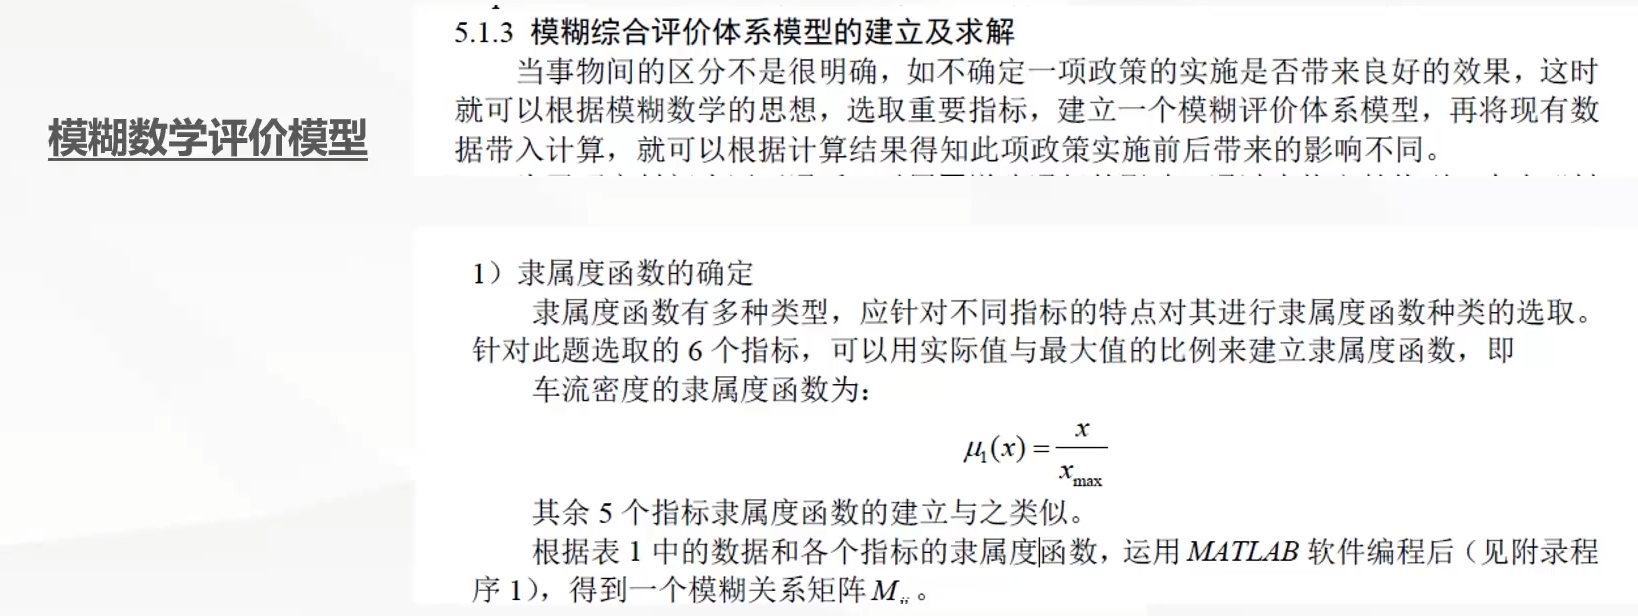 模糊数学评价模型
5.1.3 模糊综合评价体系模型的建立及求解
当事物间的区分不是很明确，如不确定一项政策的实施是否带来良好的效果，这时
就可以根据模糊数学的思想，选取重要指标，建立一个模糊评价体系模型，再将现有数
据带入计算，就可以根据计算结果得知此项政策实施前后带来的影响不同。
1）隶属度函数的确定
隶属度函数有多种类型，应针对不同指标的特点对其进行隶属度函数种类的选取。
针对此题选取的 6 个指标，可以用实际值与最大值的比例来建立隶属度函数，即
车流密度的隶属度函数为：
μ₁(x) = x / x_max
其余 5 个指标隶属度函数的建立与之类似。
根据表 1 中的数据和各个指标的隶属度函数，运用 MATLAB 软件编程后（见附录程
序 1），得到一个模糊关系矩阵 M 。